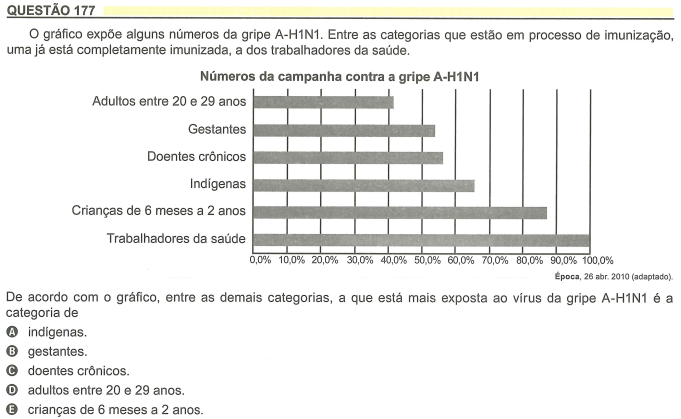 QUESTÃO 177
O gráfico expõe alguns números da gripe A-H1N1. Entre as categorias que estão em processo de imunização,
uma já está completamente imunizada, a dos trabalhadores da saúde.
Números da campanha contra a gripe A-H1N1
Adultos entre 20 e 29 anos
Gestantes
Doentes crônicos
Indígenas
Crianças de 6 meses a 2 anos
Trabalhadores da saúde
0,0% 10,0% 20,0% 30,0% 40,0% 50,0% 60,0% 70,0% 80,0% 90,0% 100,0%
Época, 26 abr. 2010 (adaptado).
De acordo com o gráfico, entre as demais categorias, a que está mais exposta ao vírus da gripe A-H1N1 é a
categoria de
A indígenas.
B gestantes.
C doentes crônicos.
D adultos entre 20 e 29 anos.
E crianças de 6 meses a 2 anos.